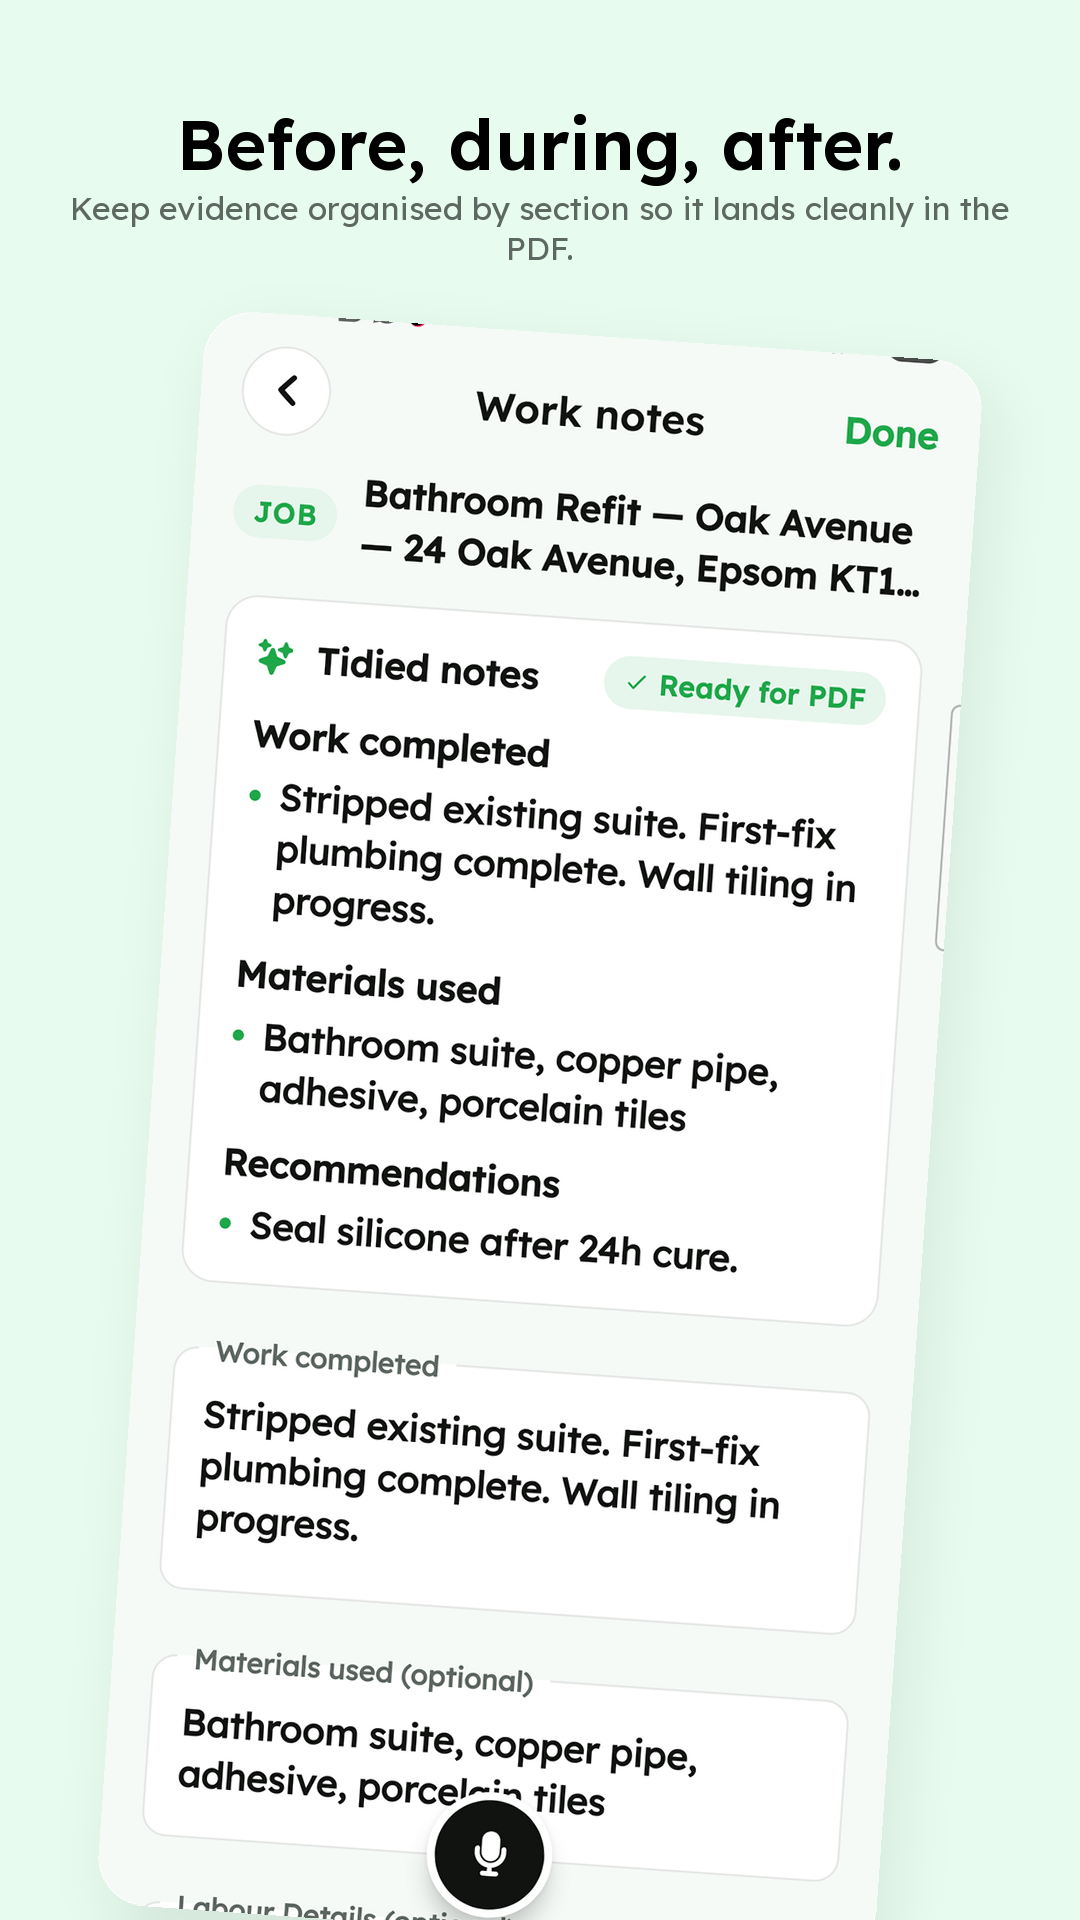 Before, during, after.
Keep evidence organised by section so it lands cleanly in the
PDF.
Work notes
Done
JOB
Bathroom Refit — Oak Avenue
— 24 Oak Avenue, Epsom KT1...
Tidied notes
Ready for PDF
Work completed
• Stripped existing suite. First-fix
plumbing complete. Wall tiling in
progress.
Materials used
• Bathroom suite, copper pipe,
adhesive, porcelain tiles
Recommendations
• Seal silicone after 24h cure.
Work completed
Stripped existing suite. First-fix
plumbing complete. Wall tiling in
progress.
Materials used (optional)
Bathroom suite, copper pipe,
adhesive, porcelain tiles
Labour Details (optional)